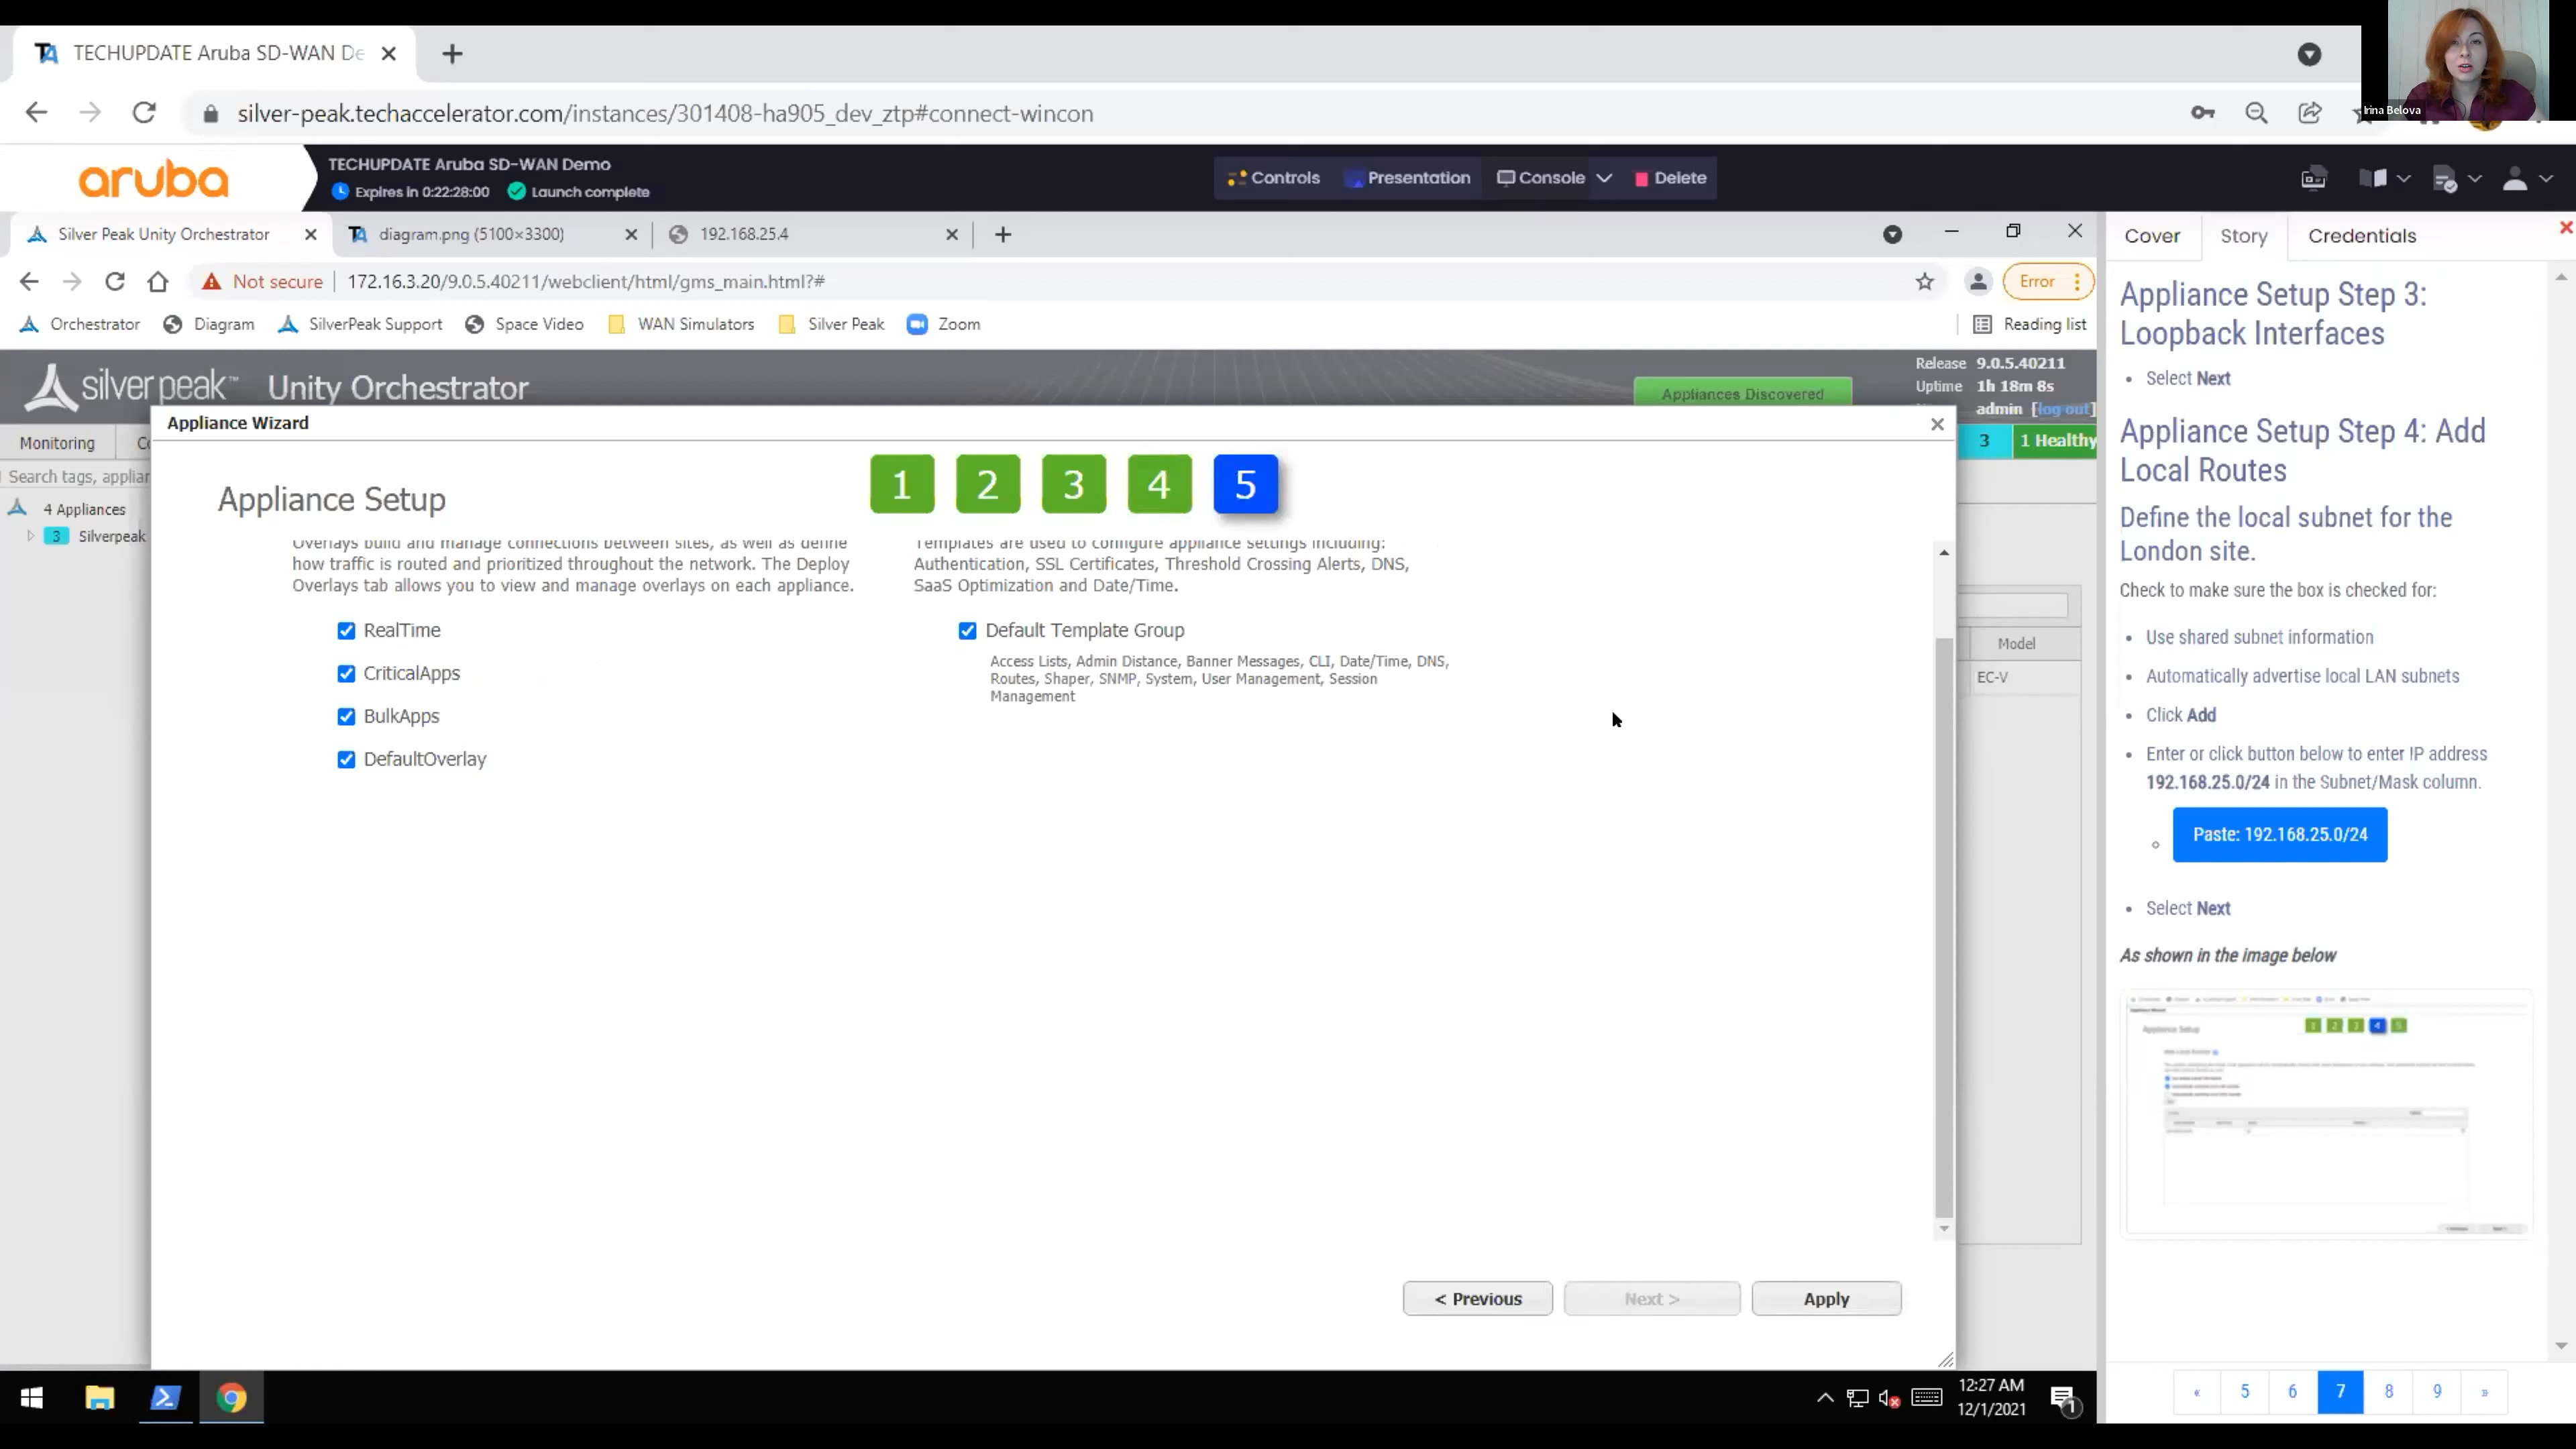 TECHUPDATE Aruba SD-WAN De
silver-peak.techaccelerator.com/instances/301408-ha905_dev_ztp#connect-wincon
Irina Belova
aruba
TECHUPDATE Aruba SD-WAN Demo
Expires in 0:22:28:00 Launch complete
Controls Presentation Console Delete
Silver Peak Unity Orchestrator
diagram.png (5100×3300)
192.168.25.4
Not secure 172.16.3.20/9.0.5.40211/webclient/html/gms_main.html?#
Error
Orchestrator Diagram SilverPeak Support Space Video WAN Simulators Silver Peak Zoom Reading list
silver peak™ Unity Orchestrator
Appliances Discovered
Release 9.0.5.40211
Uptime 1h 18m 8s
admin [log out]
3 1 Healthy
Monitoring
Search tags, applian
4 Appliances
3 Silverpeak
Model
EC-V
Appliance Wizard
Appliance Setup
1 2 3 4 5
Overlays build and manage connections between sites, as well as define
how traffic is routed and prioritized throughout the network. The Deploy
Overlays tab allows you to view and manage overlays on each appliance.
RealTime
CriticalApps
BulkApps
DefaultOverlay
Templates are used to configure appliance settings including:
Authentication, SSL Certificates, Threshold Crossing Alerts, DNS,
SaaS Optimization and Date/Time.
Default Template Group
Access Lists, Admin Distance, Banner Messages, CLI, Date/Time, DNS,
Routes, Shaper, SNMP, System, User Management, Session
Management
< Previous Next > Apply
Cover Story Credentials
Appliance Setup Step 3:
Loopback Interfaces
Select Next
Appliance Setup Step 4: Add
Local Routes
Define the local subnet for the
London site.
Check to make sure the box is checked for:
Use shared subnet information
Automatically advertise local LAN subnets
Click Add
Enter or click button below to enter IP address
192.168.25.0/24 in the Subnet/Mask column.
Paste: 192.168.25.0/24
Select Next
As shown in the image below
Appliance Setup
1 2 3 4 5
« 5 6 7 8 9 »
12:27 AM
12/1/2021
1